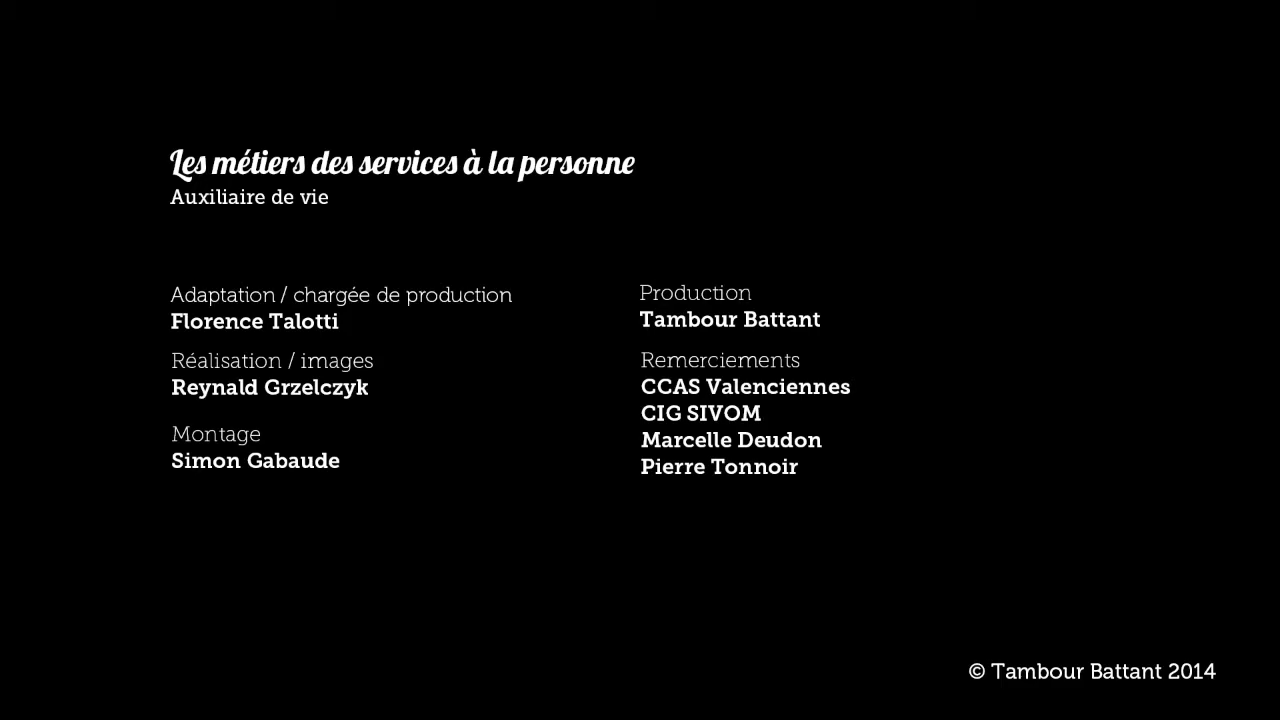 Les métiers des services à la personne
Auxiliaire de vie
Adaptation / chargée de production
Florence Talotti
Réalisation / images
Reynald Grzelczyk
Montage
Simon Gabaude
Production
Tambour Battant
Remerciements
CCAS Valenciennes
CIG SIVOM
Marcelle Deudon
Pierre Tonnoir
© Tambour Battant 2014